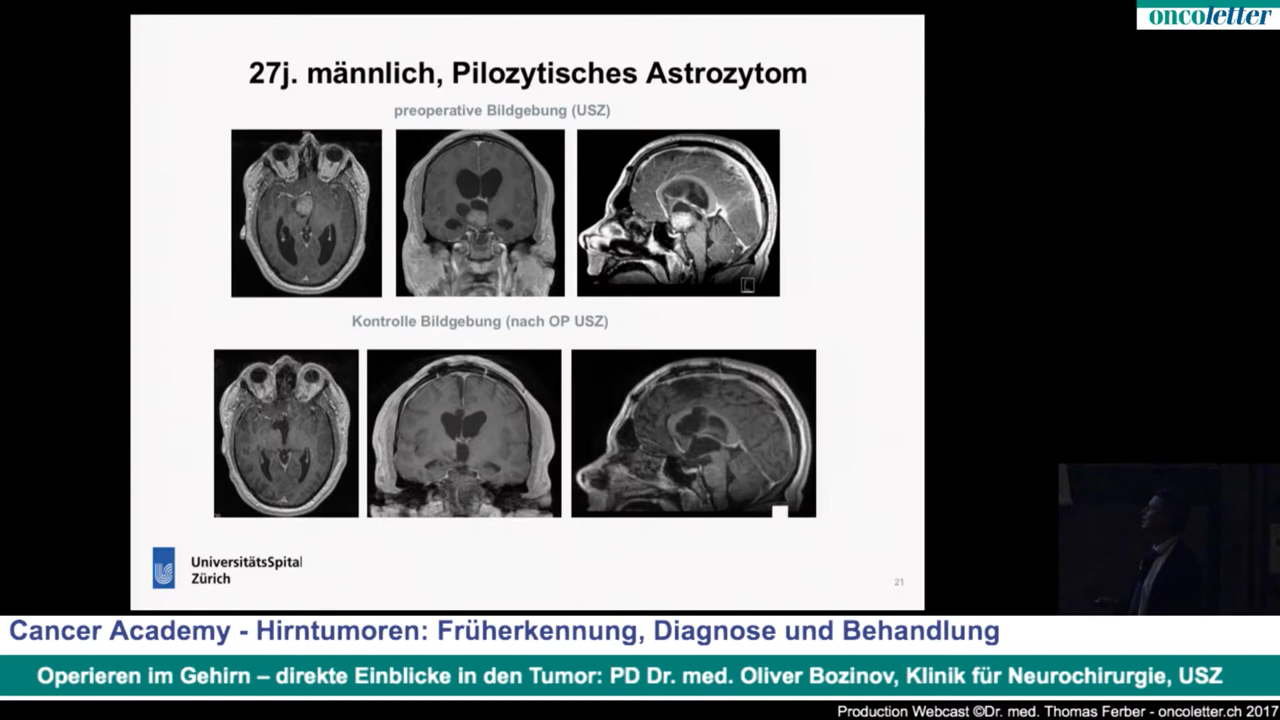 oncoletter
27j. männlich, Pilozytisches Astrozytom
preoperative Bildgebung (USZ)
L
Kontrolle Bildgebung (nach OP USZ)
UniversitätsSpital
Zürich
21
Cancer Academy - Hirntumoren: Früherkennung, Diagnose und Behandlung
Operieren im Gehirn – direkte Einblicke in den Tumor: PD Dr. med. Oliver Bozinov, Klinik für Neurochirurgie, USZ
Production Webcast ©Dr. med. Thomas Ferber - oncoletter.ch 2017